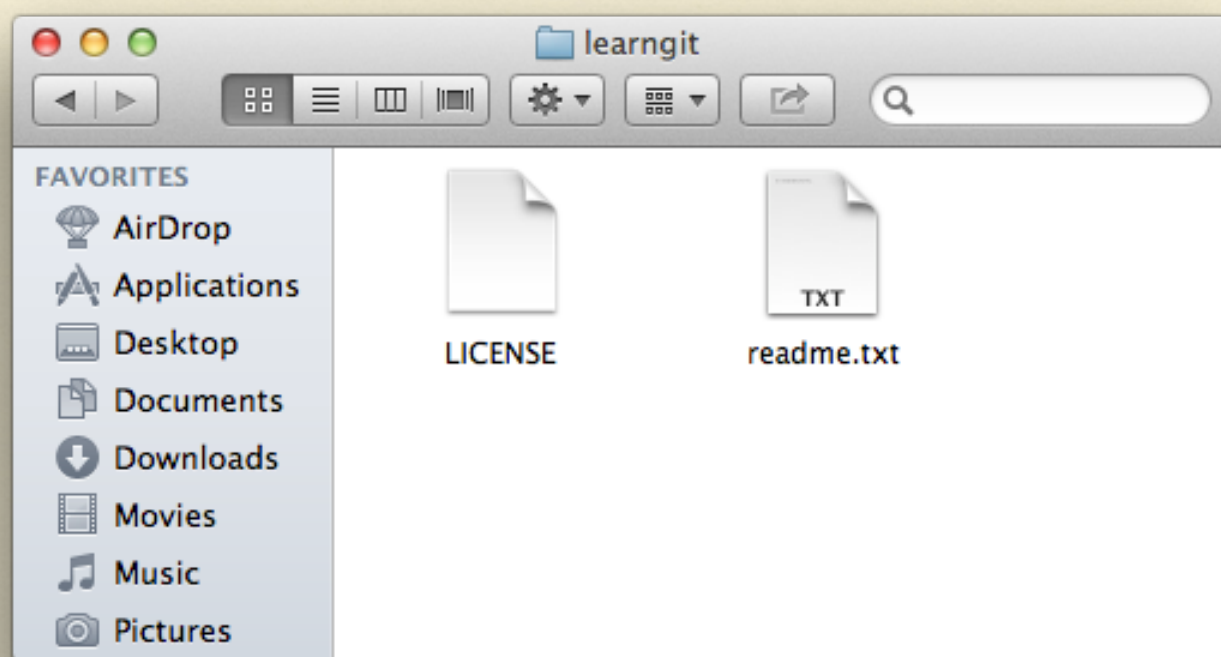 learngit
FAVORITES
AirDrop
Applications
Desktop
Documents
Downloads
Movies
Music
Pictures
TXT
LICENSE
readme.txt